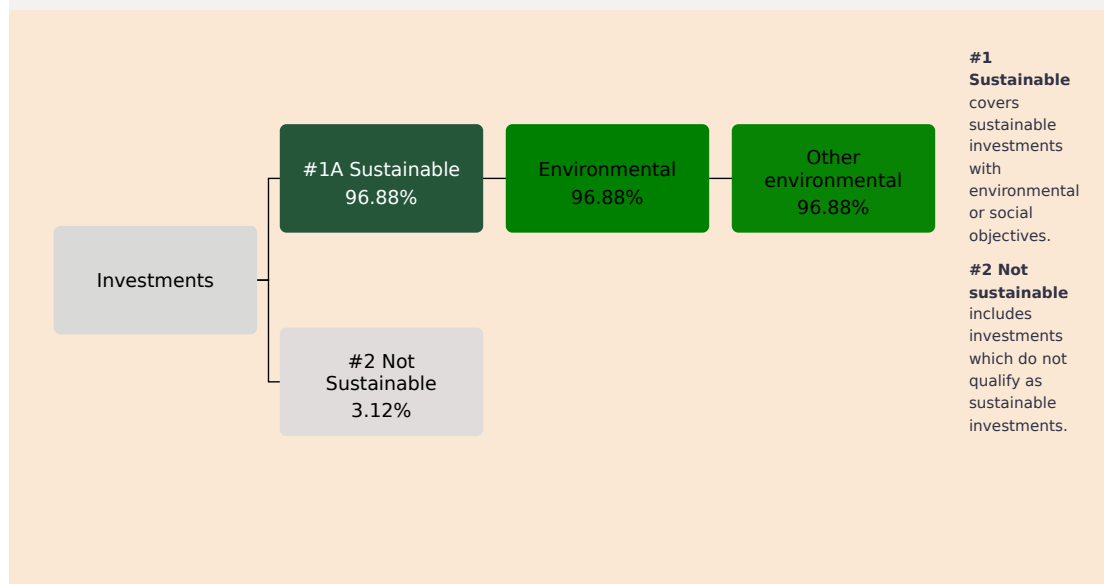 Investments
#1A Sustainable
96.88%
Environmental
96.88%
Other
environmental
96.88%
#2 Not
Sustainable
3.12%
#1
Sustainable
covers
sustainable
investments
with
environmental
or social
objectives.
#2 Not
sustainable
includes
investments
which do not
qualify as
sustainable
investments.